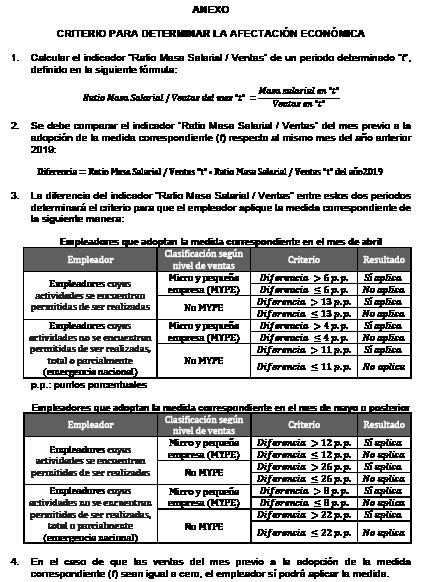 ANEXO
CRITERIO PARA DETERMINAR LA AFECTACIÓN ECONÓMICA
1. Calcular el indicador "Ratio Masa Salarial / Ventas" de un periodo determinado "t",
definido en la siguiente fórmula:
Ratio Masa Salarial / Ventas del mes "t" = Masa salarial en "t" / Ventas en "t"
2. Se debe comparar el indicador "Ratio Masa Salarial / Ventas" del mes previo a la
adopción de la medida correspondiente (t) respecto al mismo mes del año anterior
2019:
Diferencia = Ratio Masa Salarial / Ventas "t" - Ratio Masa Salarial / Ventas "t" del año2019
3. La diferencia del indicador "Ratio Masa Salarial / Ventas" entre estos dos periodos
determinará el criterio para que el empleador aplique la medida correspondiente de
la siguiente manera:
Empleadores que adoptan la medida correspondiente en el mes de abril
Empleador
Clasificación según
nivel de ventas
Criterio
Resultado
Empleadores cuyas
actividades se encuentran
permitidas de ser realizadas
Micro y pequeña
empresa (MYPE)
Diferencia > 6 p.p. Sí aplica
Diferencia ≤ 6 p.p. No aplica
No MYPE
Diferencia > 13 p.p. Sí aplica
Diferencia ≤ 13 p.p. No aplica
Empleadores cuyas
actividades no se encuentran
permitidas de ser realizadas,
total o parcialmente
(emergencia nacional)
Micro y pequeña
empresa (MYPE)
Diferencia > 4 p.p. Sí aplica
Diferencia ≤ 4 p.p. No aplica
No MYPE
Diferencia > 11 p.p. Sí aplica
Diferencia ≤ 11 p.p. No aplica
p.p.: puntos porcentuales
Empleadores que adoptan la medida correspondiente en el mes de mayo o posterior
Empleador
Clasificación según
nivel de ventas
Criterio
Resultado
Empleadores cuyas
actividades se encuentran
permitidas de ser realizadas
Micro y pequeña
empresa (MYPE)
Diferencia > 12 p.p. Sí aplica
Diferencia ≤ 12 p.p. No aplica
No MYPE
Diferencia > 26 p.p. Sí aplica
Diferencia ≤ 26 p.p. No aplica
Empleadores cuyas
actividades no se encuentran
permitidas de ser realizadas,
total o parcialmente
(emergencia nacional)
Micro y pequeña
empresa (MYPE)
Diferencia > 8 p.p. Sí aplica
Diferencia ≤ 8 p.p. No aplica
No MYPE
Diferencia > 22 p.p. Sí aplica
Diferencia ≤ 22 p.p. No aplica
4. En el caso de que las ventas del mes previo a la adopción de la medida
correspondiente (t) sean igual a cero, el empleador sí podrá aplicar la medida.